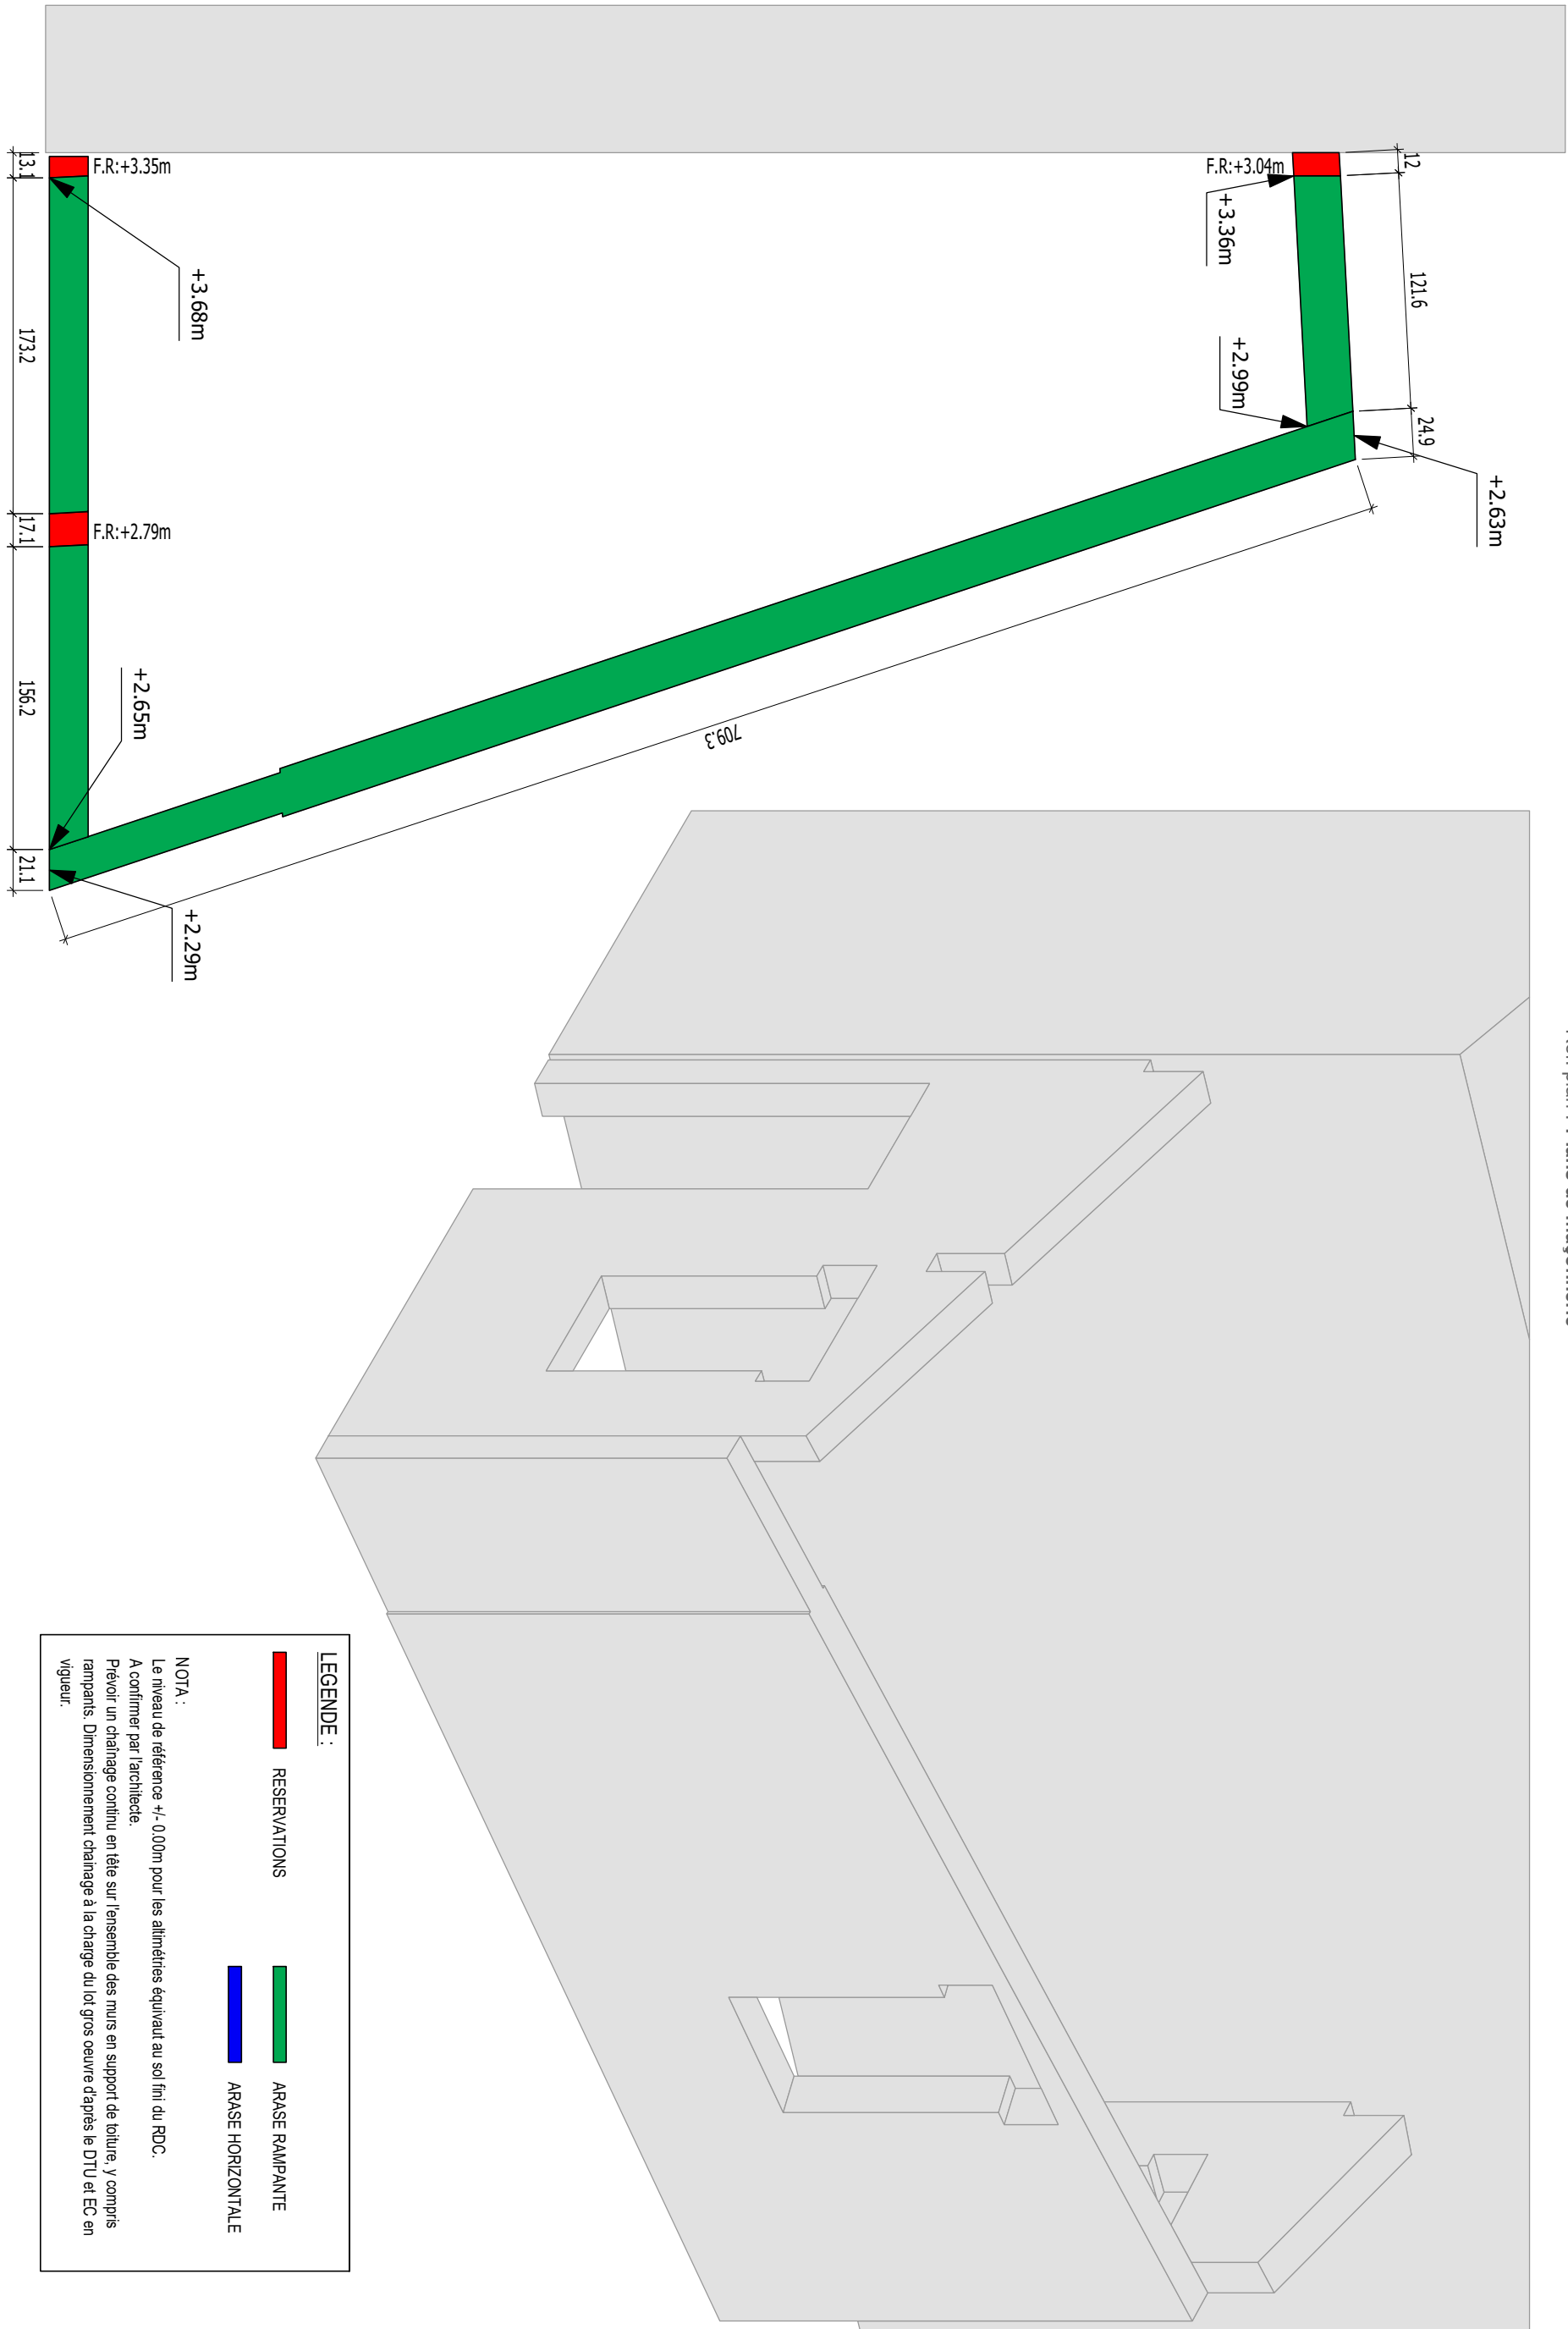 13.1
F.R:+3.35m
+3.68m
173.2
17.1
F.R:+2.79m
156.2
+2.65m
21.1
+2.29m
F.R:+3.04m
+3.36m
12
121.6
+2.99m
24.9
+2.63m
709.3
LEGENDE :
RESERVATIONS
ARASE RAMPANTE
ARASE HORIZONTALE
NOTA :
Le niveau de référence +/- 0.00m pour les altimétries équivaut au sol fini du RDC.
A confirmer par l'architecte.
Prévoir un chaînage continu en tête sur l'ensemble des murs en support de toiture, y compris
rampants. Dimensionnement chainage à la charge du lot gros oeuvre d'après le DTU et EC en
vigueur.